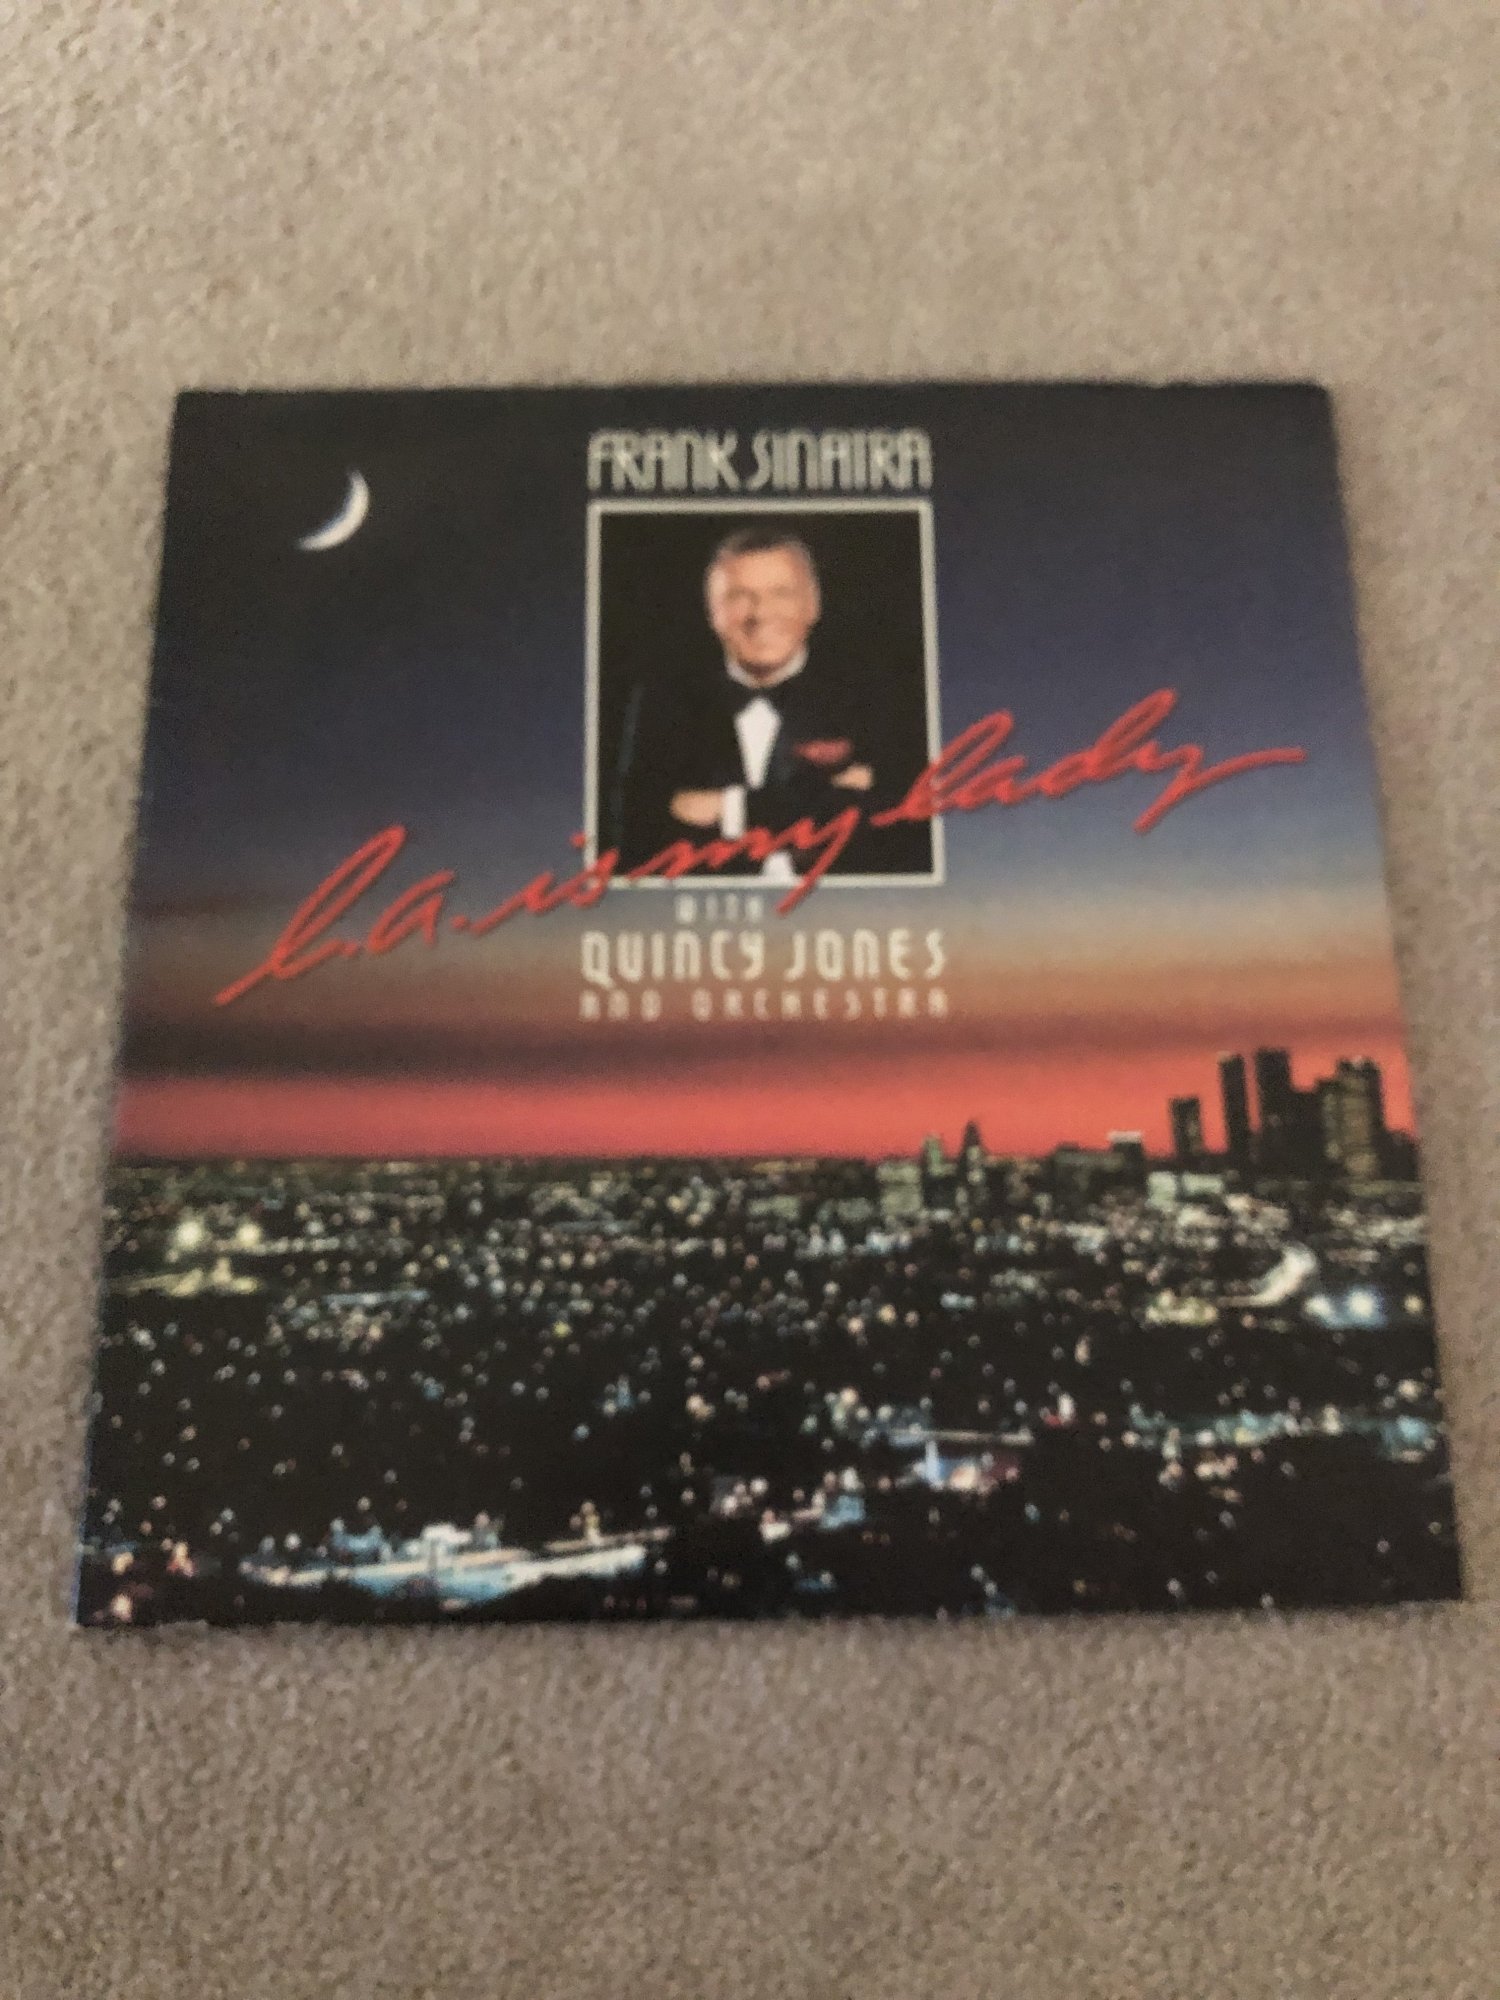 FRANK SINATRA
L.A. is my lady
WITH
QUINCY JONES
AND ORCHESTRA